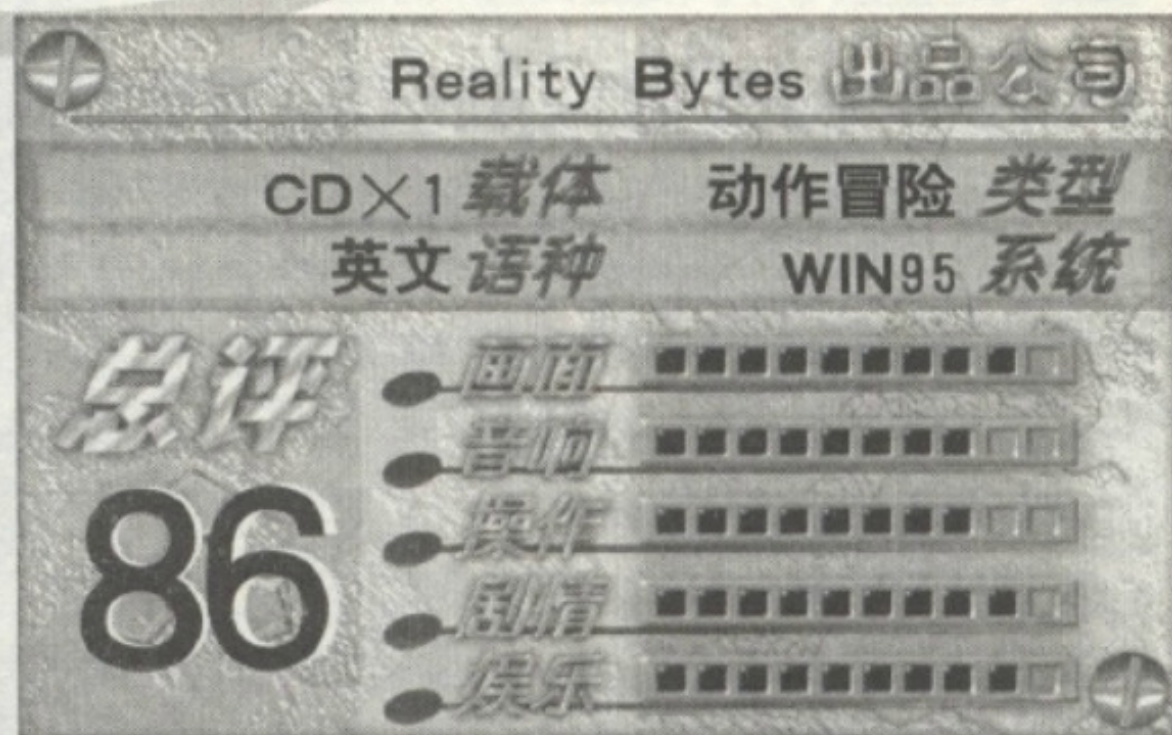 Reality Bytes 出品公司
CD×1 载体 动作冒险 类型
英文 语种 WIN95 系统
总评
86
画面
音响
操作
剧情
娱乐